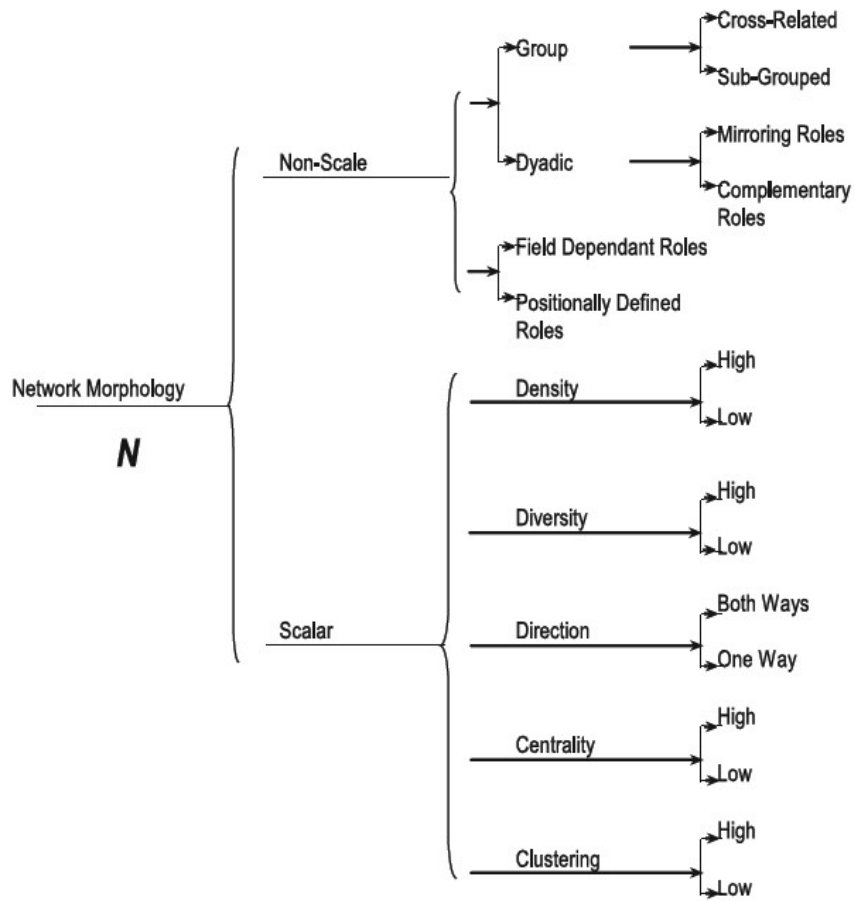 Cross-Related
Group
Sub-Grouped
Mirroring Roles
Non-Scale
Dyadic
Complementary
Roles
Field Dependant Roles
Positionally Defined
Roles
High
Network Morphology
Density
Low
N
High
Diversity
Low
Both Ways
Scalar
Direction
One Way
High
Centrality
Low
High
Clustering
Low